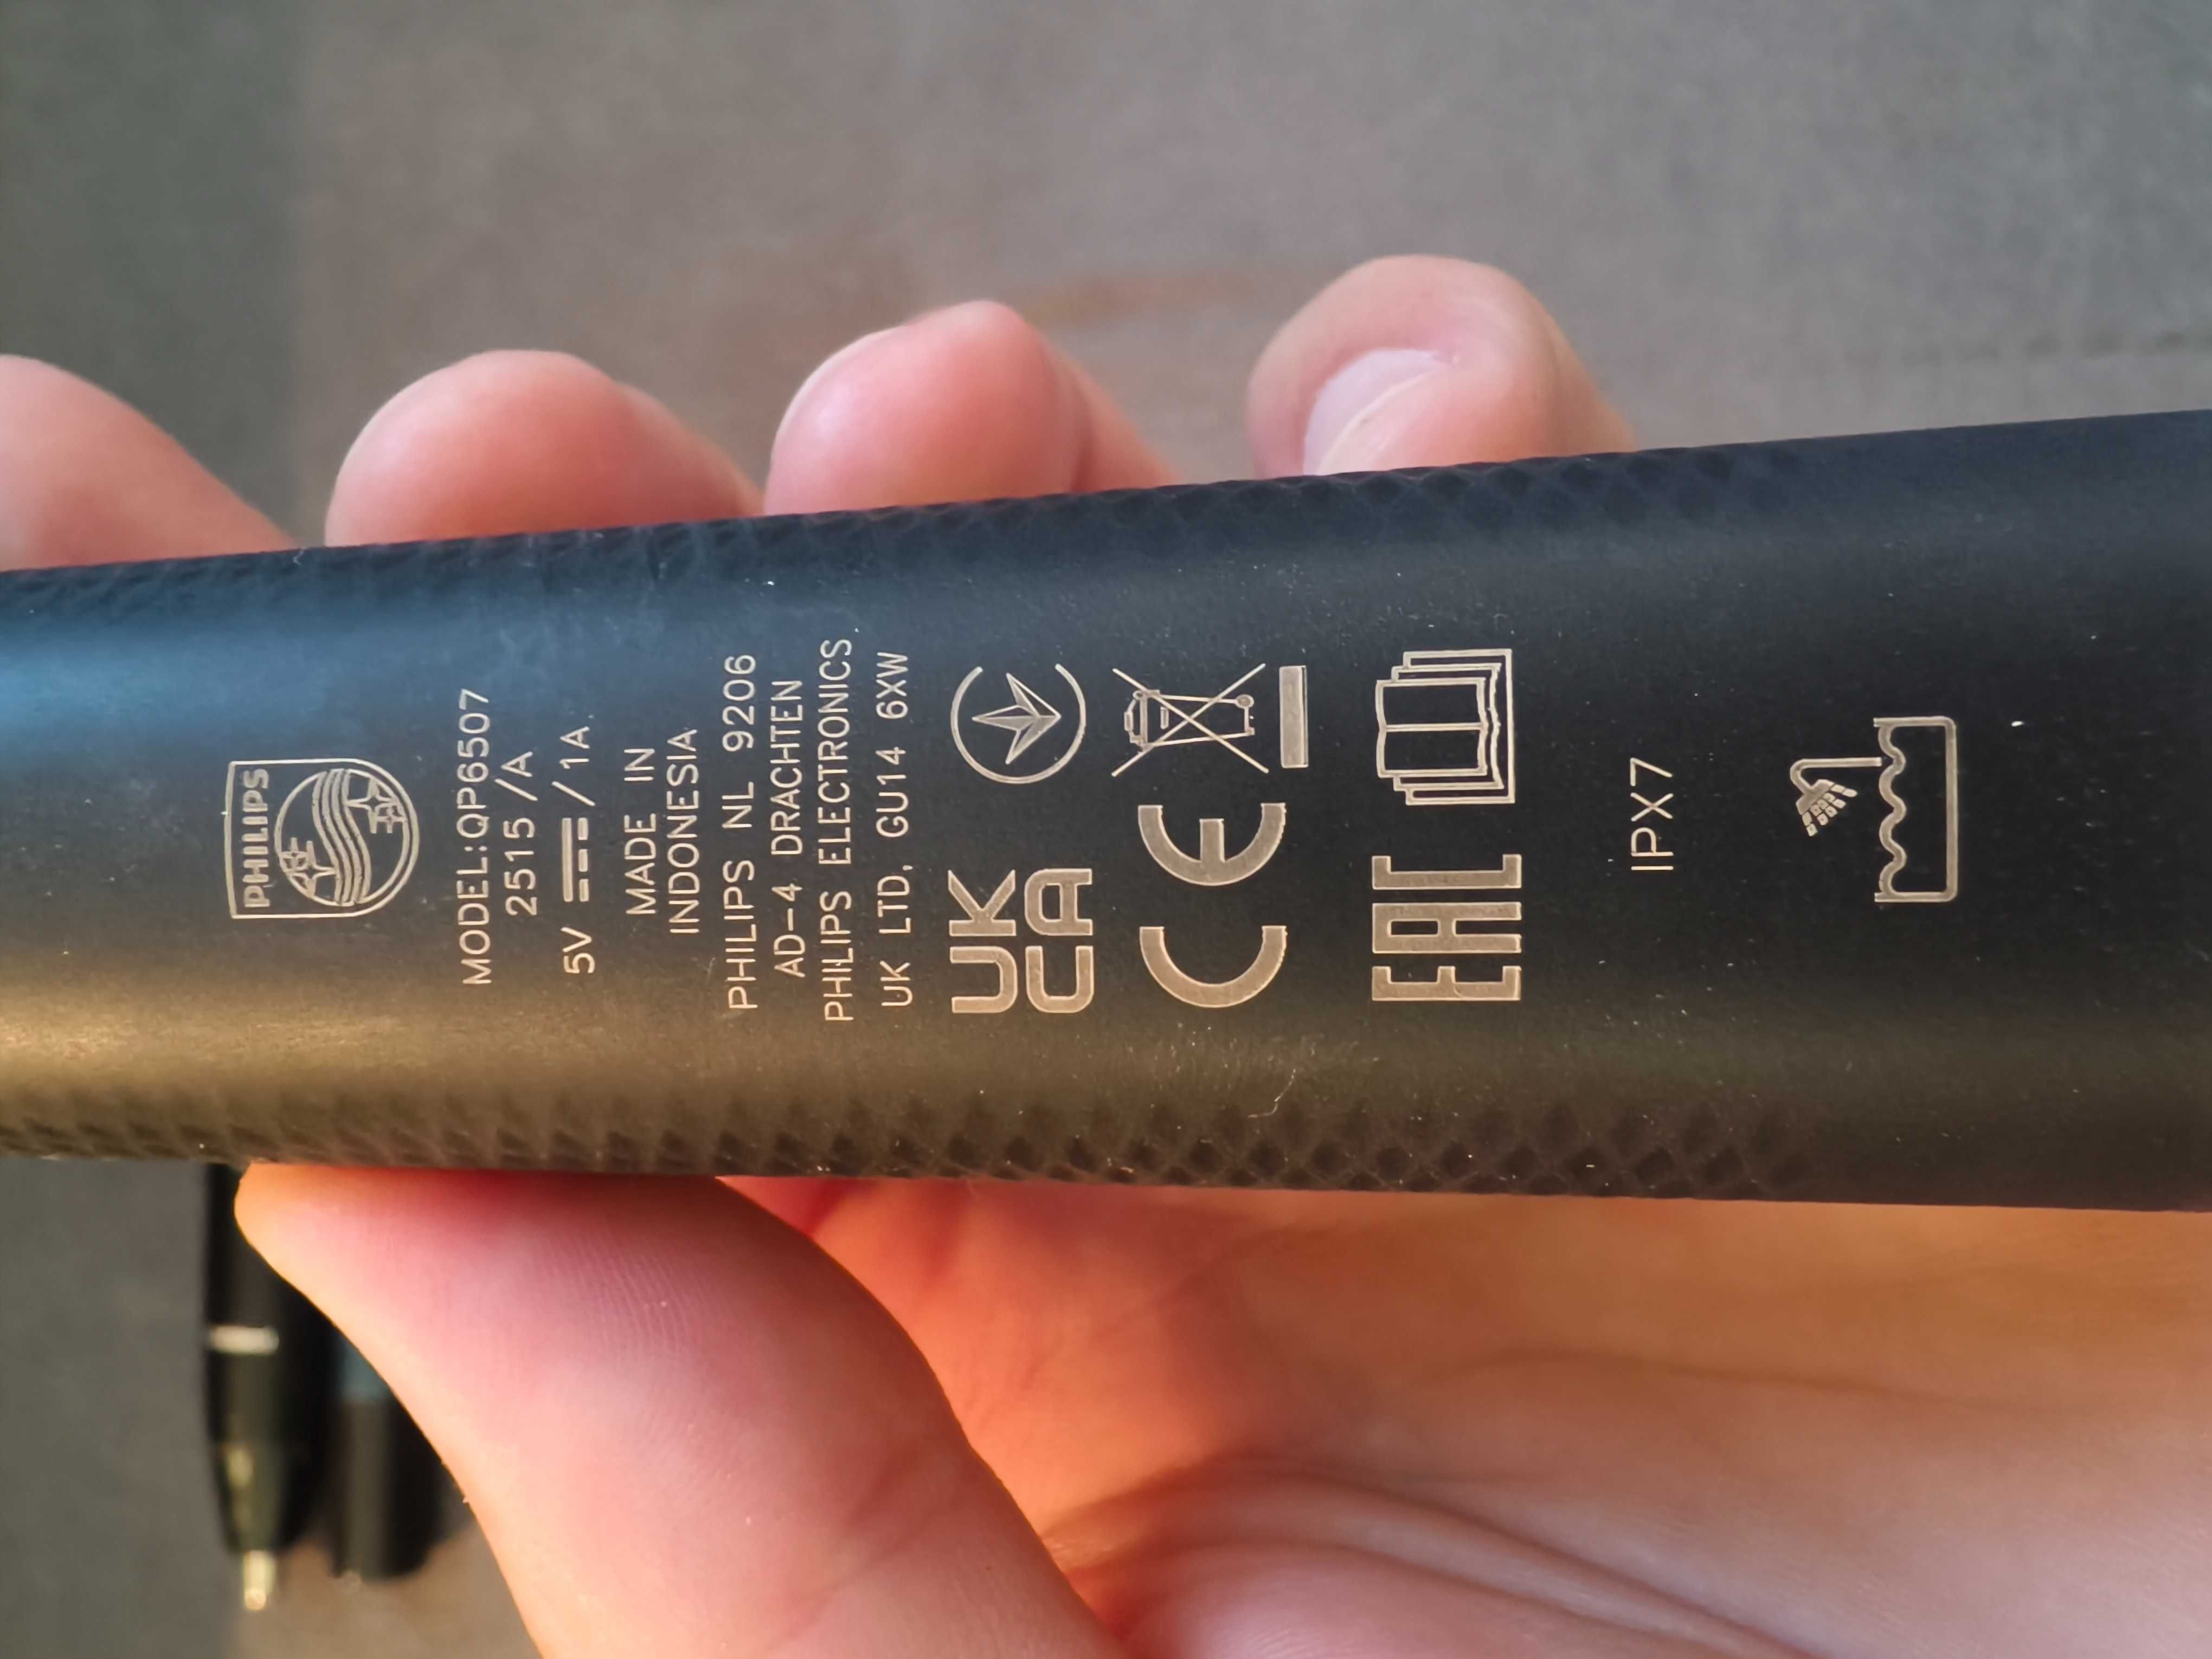 PHILIPS
MODEL:QP6507
2515 /A
5V ⎓ /1A
MADE IN
INDONESIA
PHILIPS NL 9206
AD-4 DRACHTEN
PHILIPS ELECTRONICS
UK LTD, GU14 6XW
UK
CA
CE
EAC
IPX7